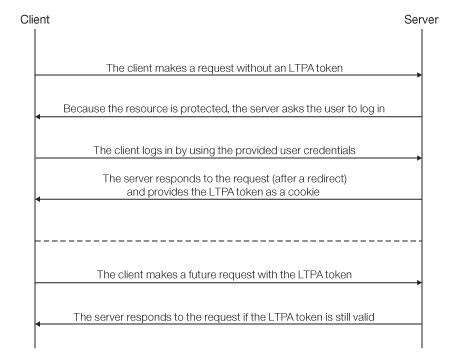 Client
Server
The client makes a request without an LTPA token
Because the resource is protected, the server asks the user to log in
The client logs in by using the provided user credentials
The server responds to the request (after a redirect)
and provides the LTPA token as a cookie
The client makes a future request with the LTPA token
The server responds to the request if the LTPA token is still valid